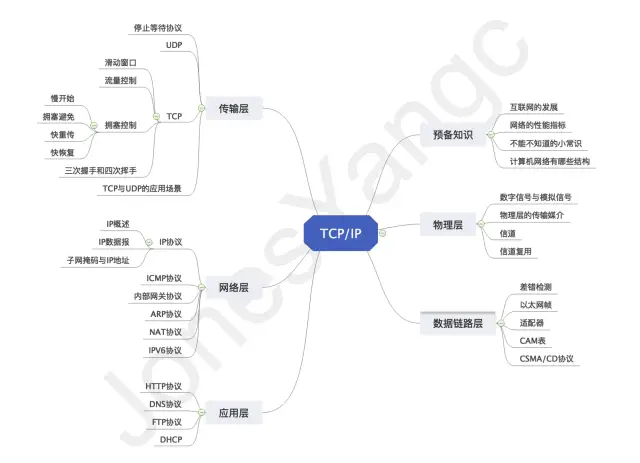 TCP/IP
传输层
停止等待协议
UDP
TCP
滑动窗口
流量控制
拥塞控制
慢开始
拥塞避免
快重传
快恢复
三次握手和四次挥手
TCP与UDP的应用场景
网络层
IP协议
IP概述
IP数据报
子网掩码与IP地址
ICMP协议
内部网关协议
ARP协议
NAT协议
IPV6协议
应用层
HTTP协议
DNS协议
FTP协议
DHCP
预备知识
互联网的发展
网络的性能指标
不能不知道的小常识
计算机网络有哪些结构
物理层
数字信号与模拟信号
物理层的传输媒介
信道
信道复用
数据链路层
差错检测
以太网帧
适配器
CAM表
CSMA/CD协议
JonesYangc